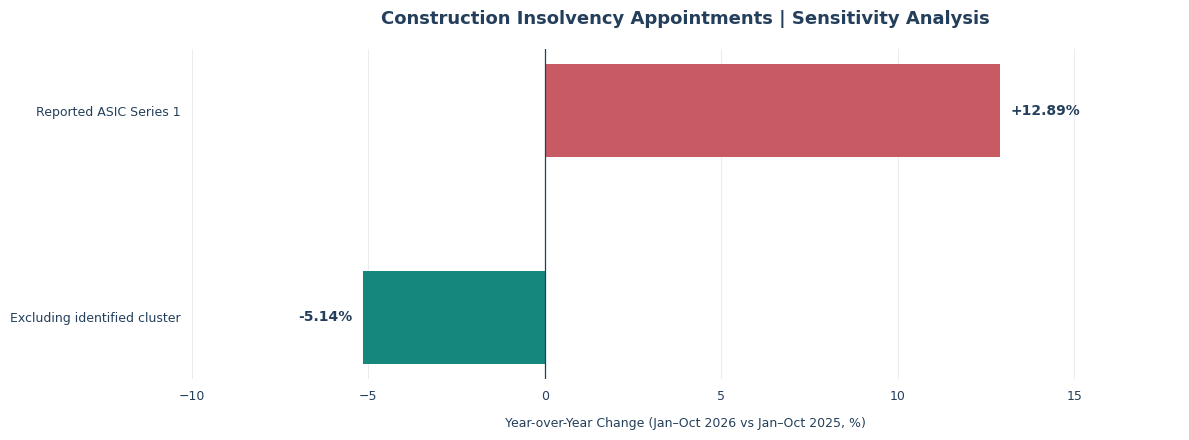 Construction Insolvency Appointments | Sensitivity Analysis
Reported ASIC Series 1
+12.89%
Excluding identified cluster
-5.14%
−10
−5
0
5
10
15
Year-over-Year Change (Jan–Oct 2026 vs Jan–Oct 2025, %)